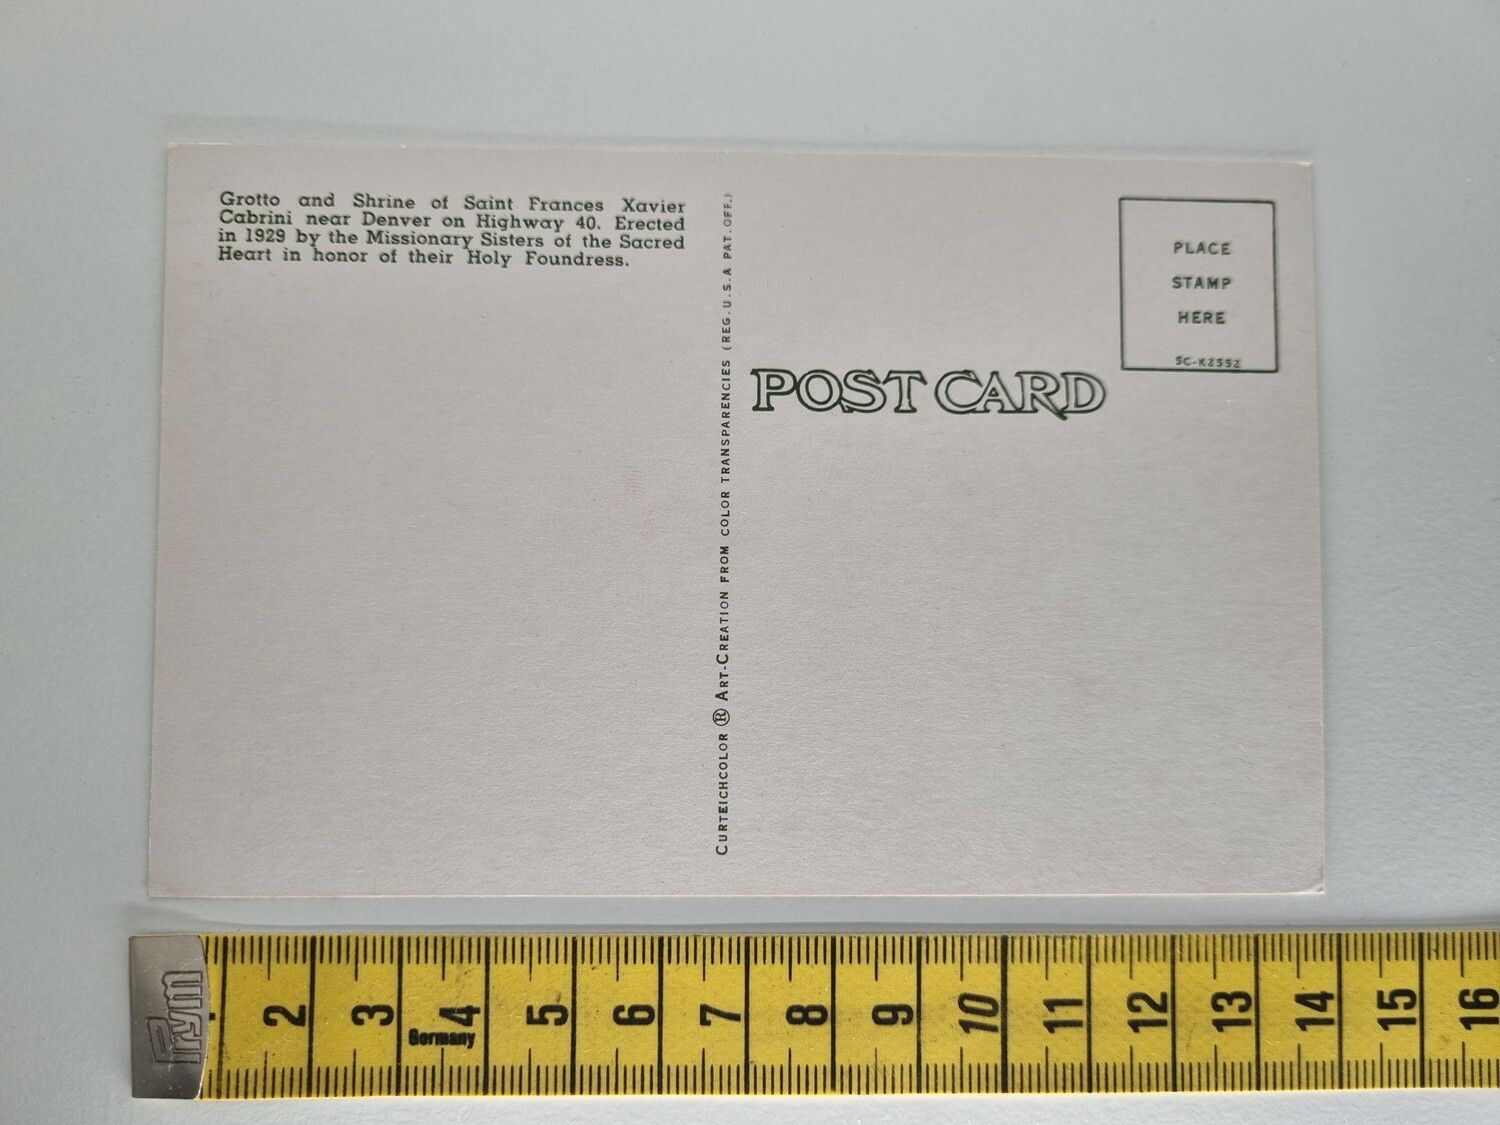 Grotto and Shrine of Saint Frances Xavier
Cabrini near Denver on Highway 40. Erected
in 1929 by the Missionary Sisters of the Sacred
Heart in honor of their Holy Foundress.
CURTEICHCOLOR ® ART-CREATION FROM COLOR TRANSPARENCIES (REG. U.S.A PAT. OFF.)
PLACE
STAMP
HERE
5C-K2552
POST CARD
Prym
2 3 4 5 6 7 8 9 10 11 12 13 14 15 16
Germany